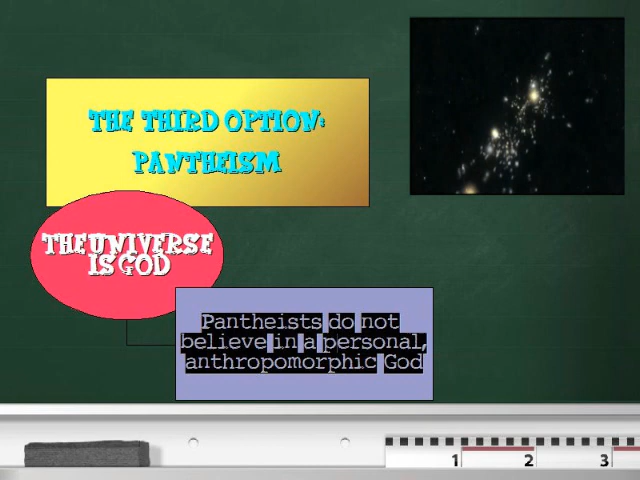 THE THIRD OPTION:
PANTHEISM
THE UNIVERSE
IS GOD
Pantheists do not
believe in a personal,
anthropomorphic God
1 2 3